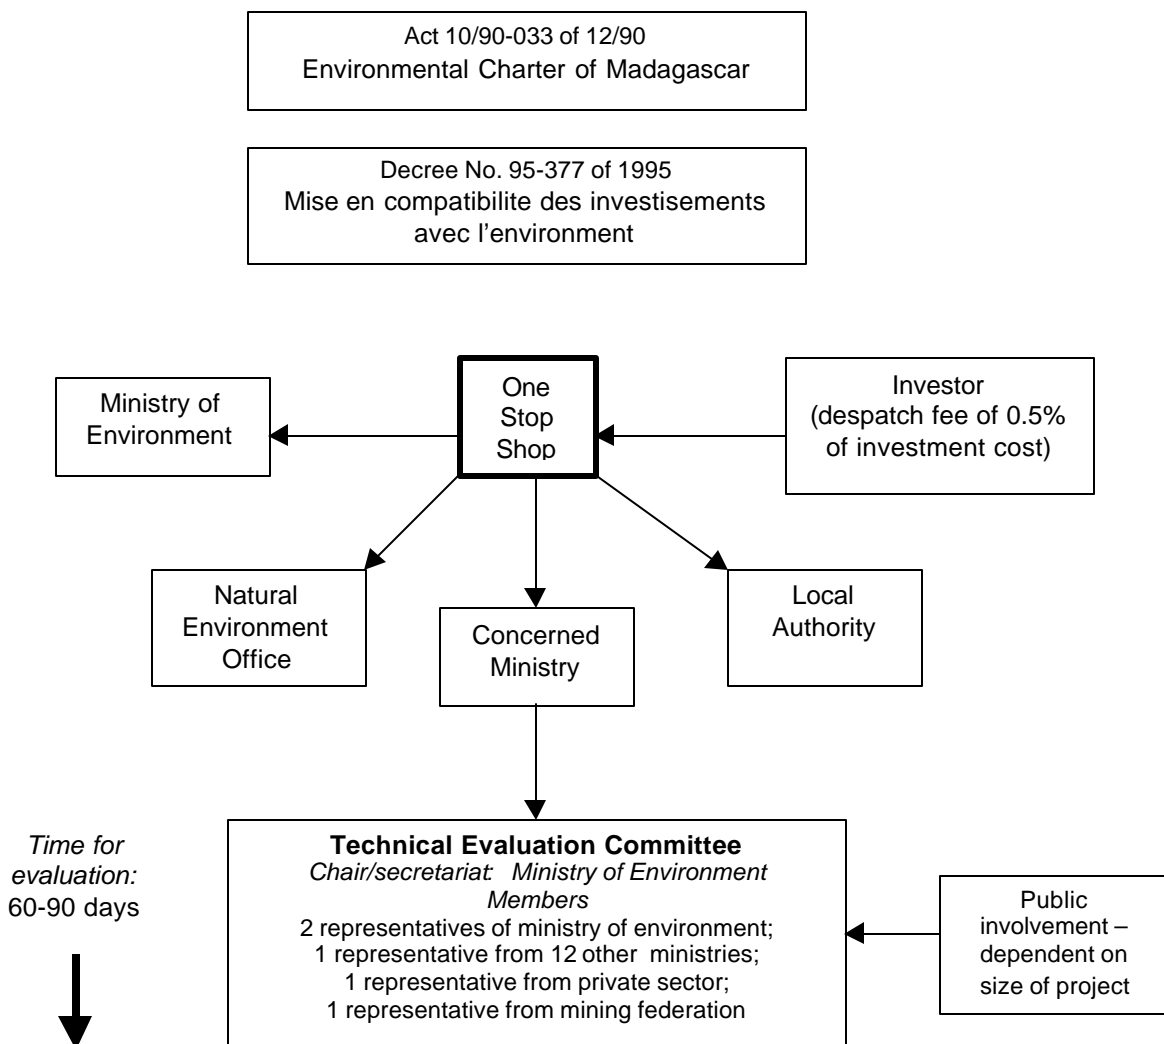 Act 10/90-033 of 12/90
Environmental Charter of Madagascar
Decree No. 95-377 of 1995
Mise en compatibilite des investisements
avec l'environment
Ministry of
Environment
One
Stop
Shop
Investor
(despatch fee of 0.5%
of investment cost)
Natural
Environment
Office
Concerned
Ministry
Local
Authority
Time for
evaluation:
60-90 days
Technical Evaluation Committee
Chair/secretariat: Ministry of Environment
Members
2 representatives of ministry of environment;
1 representative from 12 other ministries;
1 representative from private sector;
1 representative from mining federation
Public
involvement –
dependent on
size of project